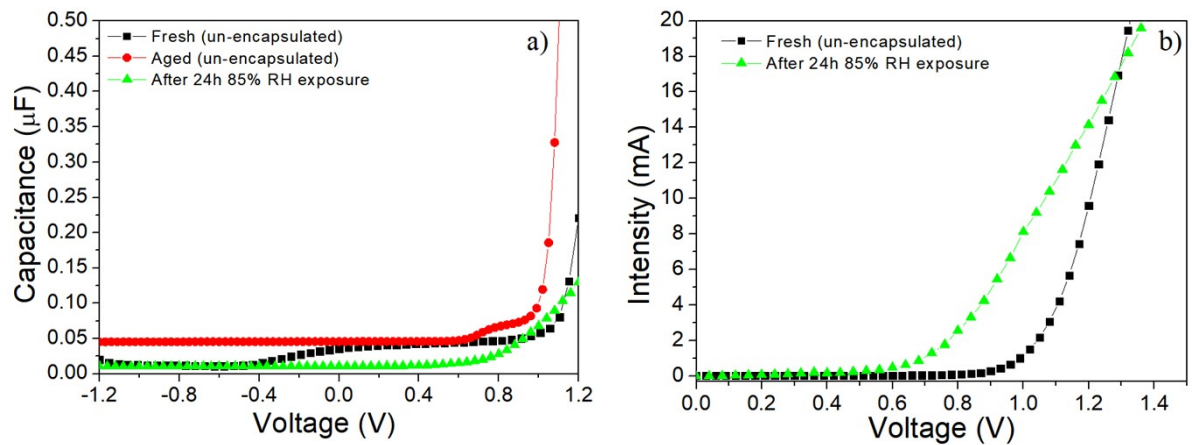 a)
Fresh (un-encapsulated)
Aged (un-encapsulated)
After 24h 85% RH exposure
Capacitance (µF)
0.50
0.45
0.40
0.35
0.30
0.25
0.20
0.15
0.10
0.05
0.00
-1.2 -0.8 -0.4 0.0 0.4 0.8 1.2
Voltage (V)
b)
Fresh (un-encapsulated)
After 24h 85% RH exposure
Intensity (mA)
20
18
16
14
12
10
8
6
4
2
0
0.0 0.2 0.4 0.6 0.8 1.0 1.2 1.4
Voltage (V)